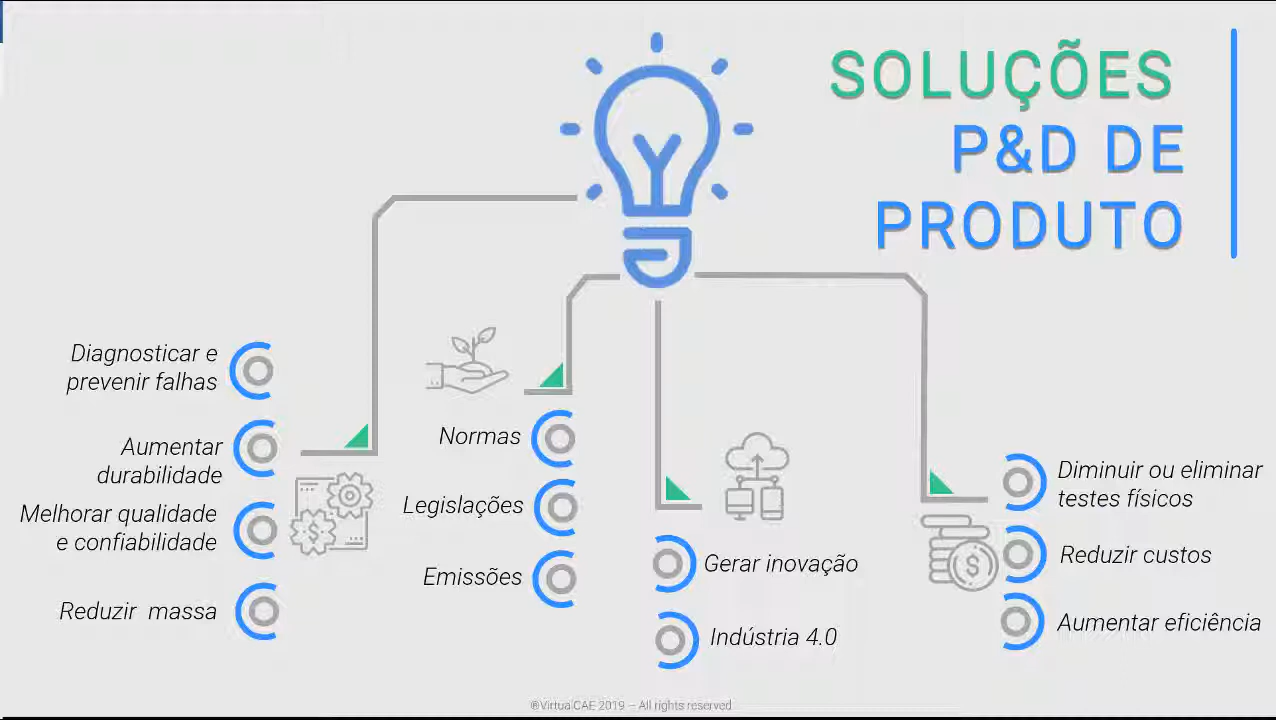 SOLUÇÕES
P&D DE
PRODUTO
Diagnosticar e
prevenir falhas
Aumentar
durabilidade
Melhorar qualidade
e confiabilidade
Reduzir massa
Normas
Legislações
Emissões
Gerar inovação
Indústria 4.0
Diminuir ou eliminar
testes físicos
Reduzir custos
Aumentar eficiência
$
$
®VirtualCAE 2019 – All rights reserved